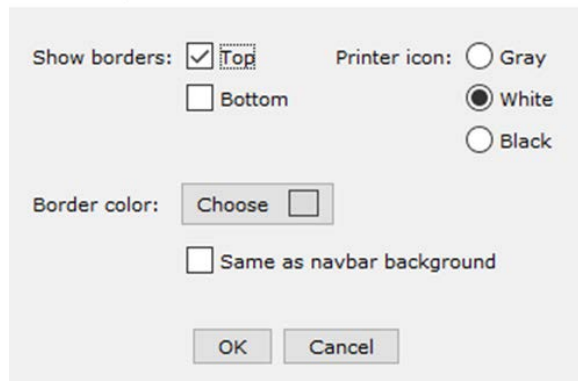 Show borders: Top Printer icon: Gray
Bottom White
Black
Border color: Choose
Same as navbar background
OK Cancel